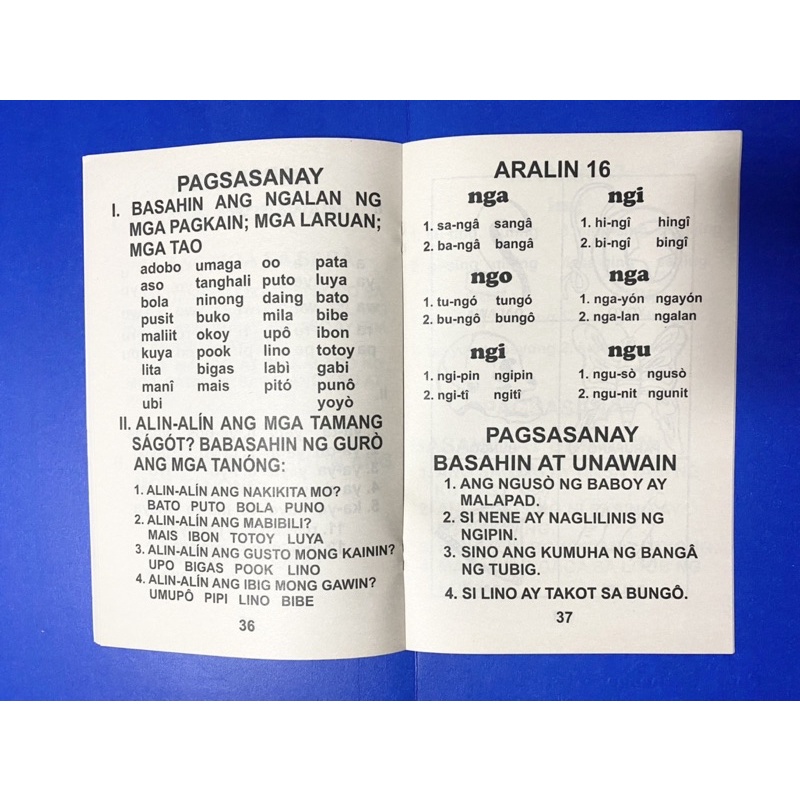 PAGSASANAY
I. BASAHIN ANG NGALAN NG
MGA PAGKAIN; MGA LARUAN;
MGA TAO
adobo umaga oo pata
aso tanghali puto luya
bola ninong daing bato
pusit buko mila bibe
maliit okoy upô ibon
kuya pook lino totoy
lita bigas labì gabi
manî mais pitó punô
ubi yoyò
II. ALIN-ALÍN ANG MGA TAMANG
SÁGÓT? BABASAHIN NG GURÒ
ANG MGA TANÓNG:
1. ALIN-ALÍN ANG NAKIKITA MO?
BATO PUTO BOLA PUNO
2. ALIN-ALÍN ANG MABIBILI?
MAIS IBON TOTOY LUYA
3. ALIN-ALÍN ANG GUSTO MONG KAININ?
UPO BIGAS POOK LINO
4. ALIN-ALÍN ANG IBIG MONG GAWIN?
UMUPÔ PIPI LINO BIBE
36
ARALIN 16
nga ngi
1. sa-ngâ sangâ 1. hi-ngî hingî
2. ba-ngâ bangâ 2. bi-ngî bingî
ngo nga
1. tu-ngó tungó 1. nga-yón ngayón
2. bu-ngô bungô 2. nga-lan ngalan
ngi ngu
1. ngi-pin ngipin 1. ngu-sò ngusò
2. ngi-tî ngitî 2. ngu-nit ngunit
PAGSASANAY
BASAHIN AT UNAWAIN
1. ANG NGUSÒ NG BABOY AY
MALAPAD.
2. SI NENE AY NAGLILINIS NG
NGIPIN.
3. SINO ANG KUMUHA NG BANGÂ
NG TUBIG.
4. SI LINO AY TAKOT SA BUNGÔ.
37